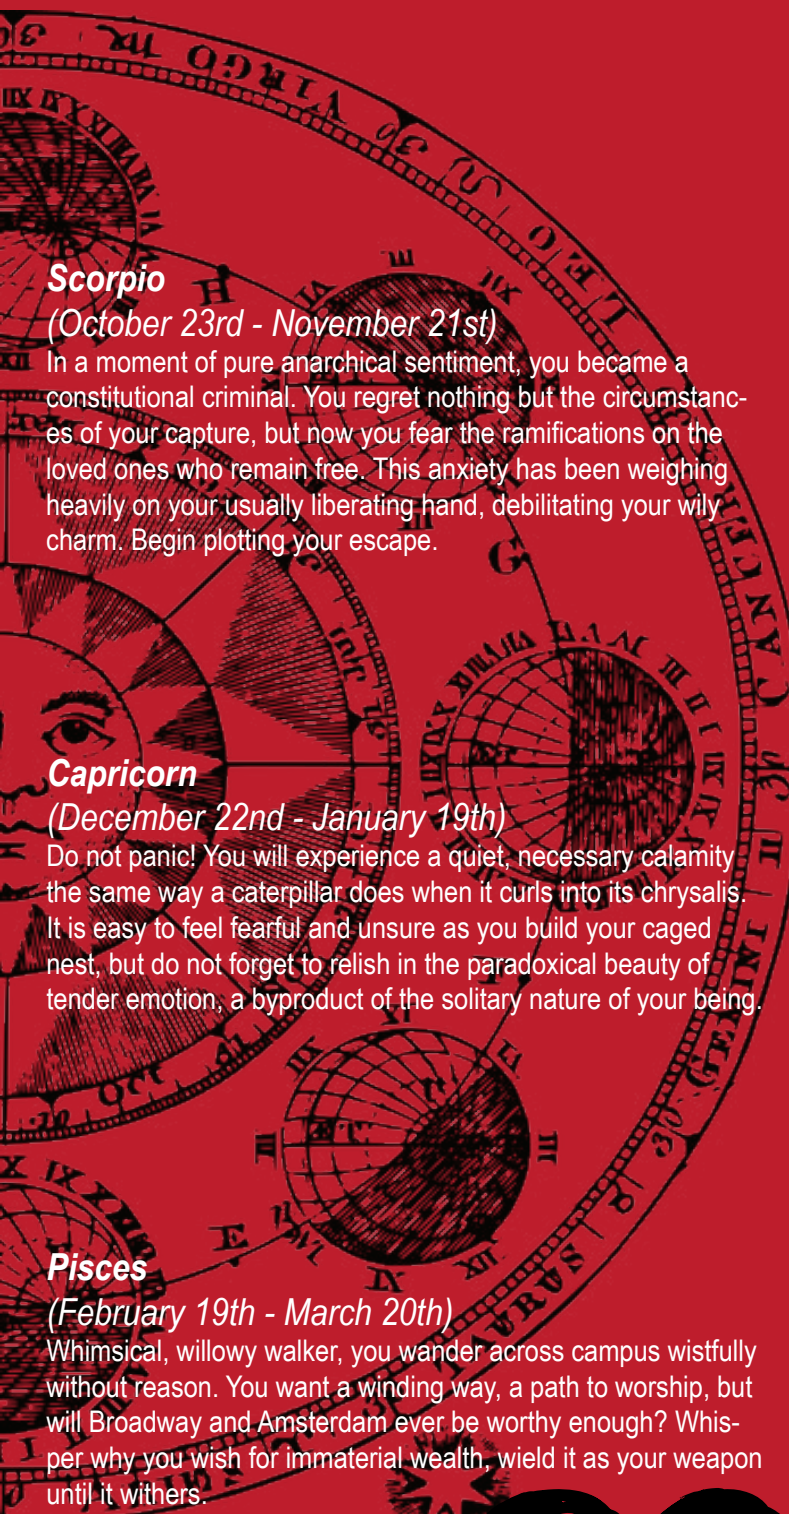 VIRGO
LEO
Scorpio
(October 23rd - November 21st)
In a moment of pure anarchical sentiment, you became a
constitutional criminal. You regret nothing but the circumstanc-
es of your capture, but now you fear the ramifications on the
loved ones who remain free. This anxiety has been weighing
heavily on your usually liberating hand, debilitating your wily
charm. Begin plotting your escape.
G
CANCER
Capricorn
(December 22nd - January 19th)
Do not panic! You will experience a quiet, necessary calamity
the same way a caterpillar does when it curls into its chrysalis.
It is easy to feel fearful and unsure as you build your caged
nest, but do not forget to relish in the paradoxical beauty of
tender emotion, a byproduct of the solitary nature of your being.
GEMINI
Oct
E
Pisces
(February 19th - March 20th)
Whimsical, willowy walker, you wander across campus wistfully
without reason. You want a winding way, a path to worship, but
will Broadway and Amsterdam ever be worthy enough? Whis-
per why you wish for immaterial wealth, wield it as your weapon
until it withers.